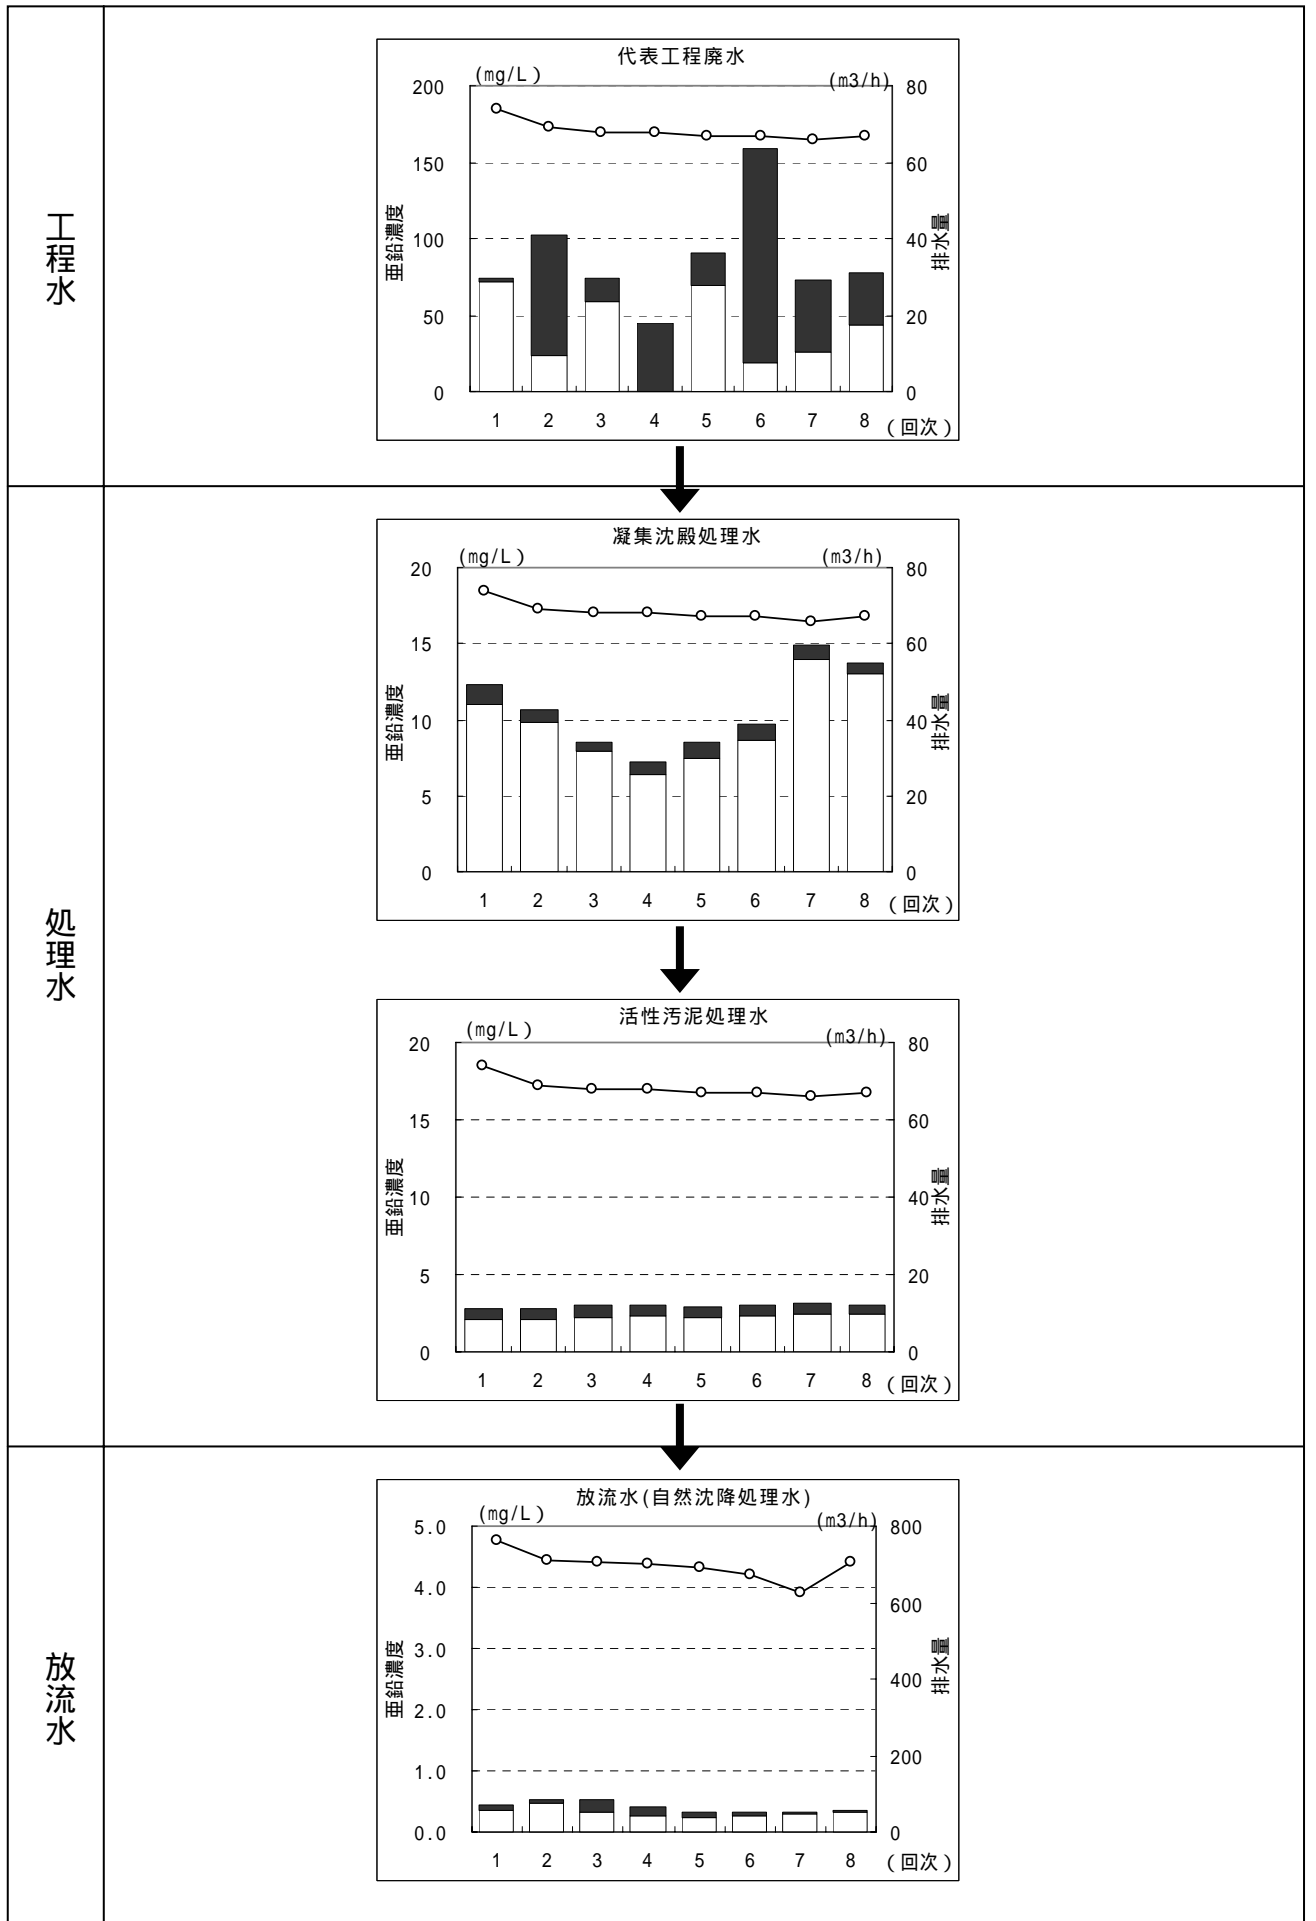 工程水
代表工程廃水
(mg/L)
(m3/h)
200
150
100
50
0
亜鉛濃度
80
60
40
20
0
排水量
1 2 3 4 5 6 7 8 (回次)
処理水
凝集沈殿処理水
(mg/L)
(m3/h)
20
15
10
5
0
亜鉛濃度
80
60
40
20
0
排水量
1 2 3 4 5 6 7 8 (回次)
活性汚泥処理水
(mg/L)
(m3/h)
20
15
10
5
0
亜鉛濃度
80
60
40
20
0
排水量
1 2 3 4 5 6 7 8 (回次)
放流水
放流水(自然沈降処理水)
(mg/L)
(m3/h)
5.0
4.0
3.0
2.0
1.0
0.0
亜鉛濃度
800
600
400
200
0
排水量
1 2 3 4 5 6 7 8 (回次)